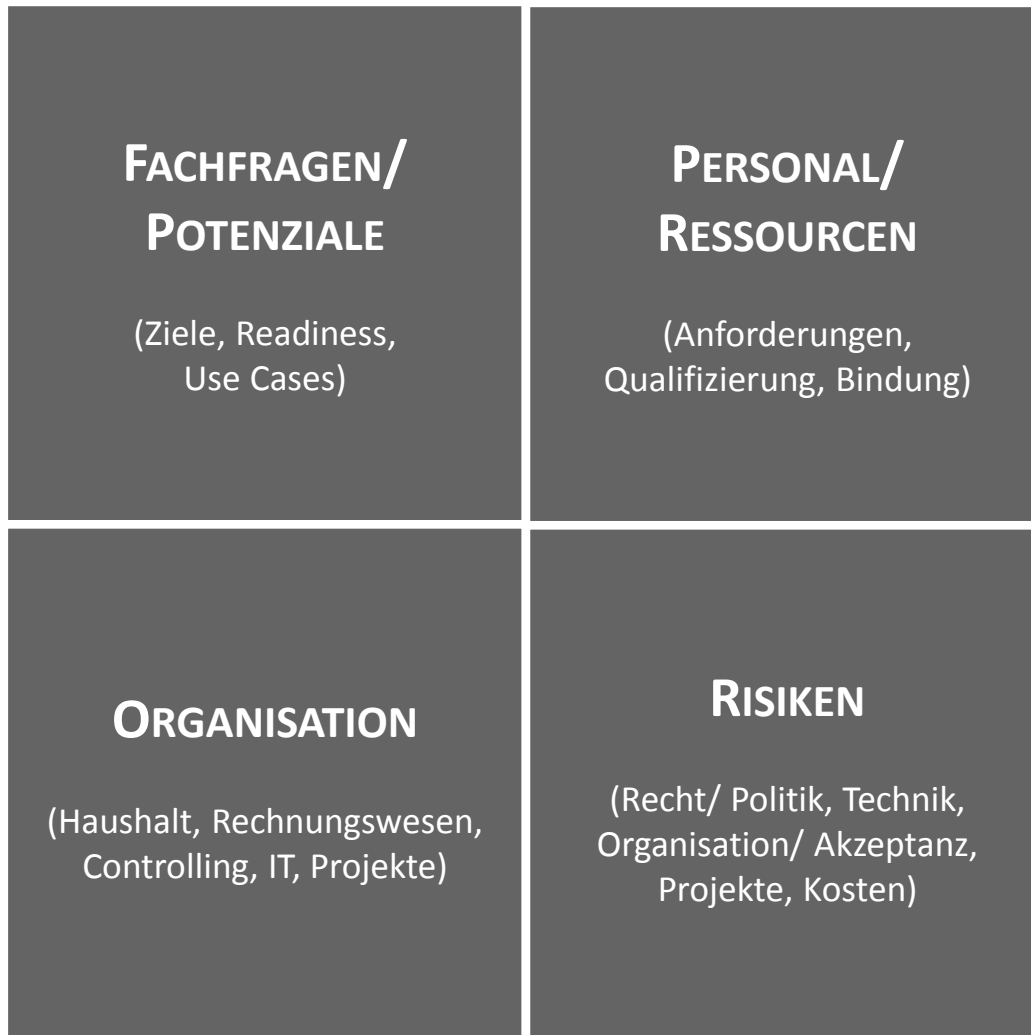 FACHFRAGEN/
POTENZIALE
(Ziele, Readiness,
Use Cases)
PERSONAL/
RESSOURCEN
(Anforderungen,
Qualifizierung, Bindung)
ORGANISATION
(Haushalt, Rechnungswesen,
Controlling, IT, Projekte)
RISIKEN
(Recht/ Politik, Technik,
Organisation/ Akzeptanz,
Projekte, Kosten)